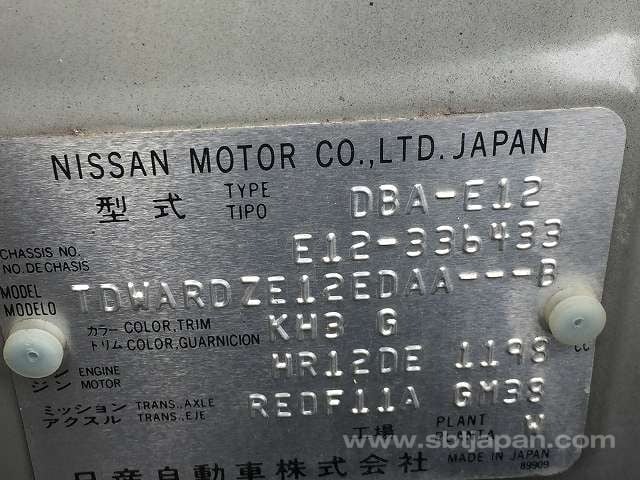 NISSAN MOTOR CO.,LTD. JAPAN
型式 TYPE TIPO DBA-E12
CHASSIS NO. NO.DE CHASIS E12-336433
MODEL MODELO TDWARDZE12EDAA---B
カラー COLOR,TRIM トリム COLOR,GUARNICION KH3 G
ジン ENGINE MOTOR HR12DE 1198 cc
ミッション TRANS.,AXLE アクスル TRANS.,EJE REDF11A GM38
工場 PLANT PLANTA W
www.sbtjapan.com
日産自動車株式会社 MADE IN JAPAN
89909